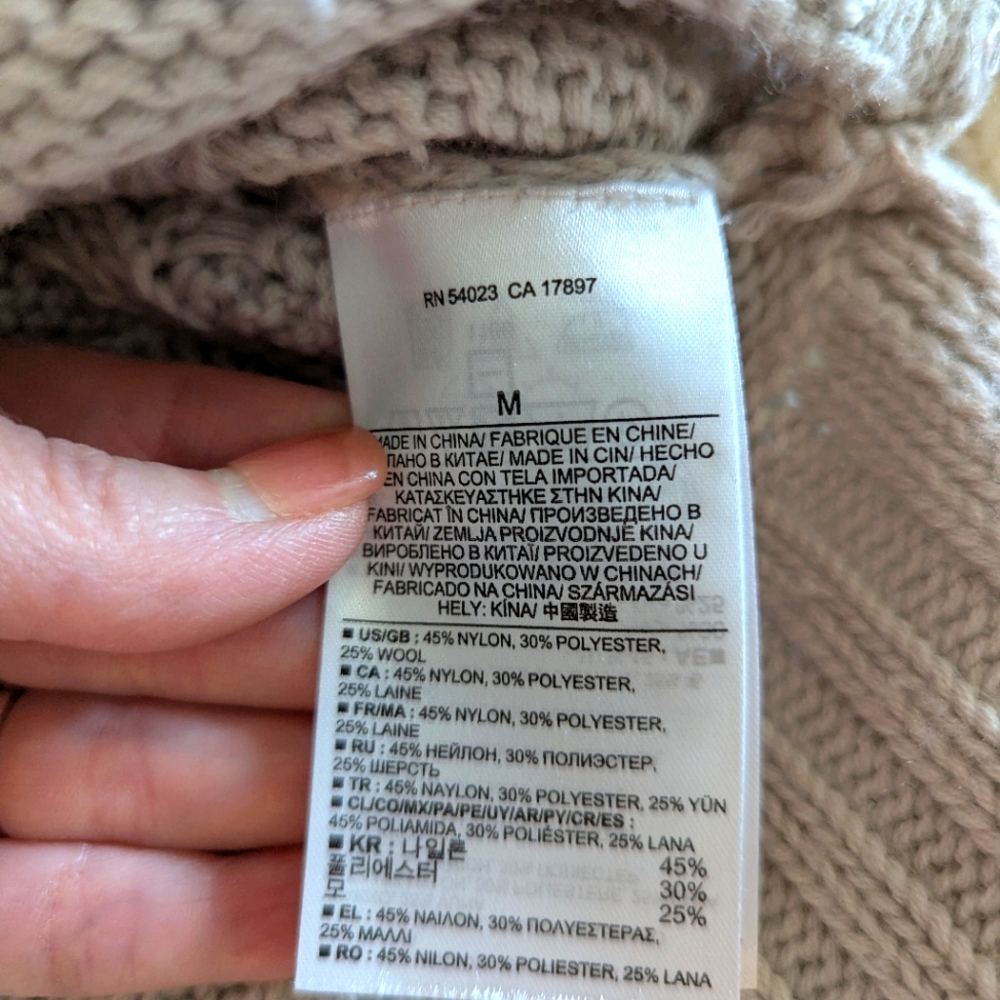 RN 54023 CA 17897
M
MADE IN CHINA/ FABRIQUE EN CHINE/
В КИТАЕ/ MADE IN CIN/ HECHO
EN CHINA CON TELA IMPORTADA/
ΚΑΤΑΣΚΕΥΑΣΤΗΚΕ ΣΤΗΝ ΚΙΝΑ/
FABRICAT ÎN CHINA/ ПРОИЗВЕДЕНО В
КИТАЙ/ ZEMLJA PROIZVODNJE KINA/
ВИРОБЛЕНО В КИТАЇ/ PROIZVEDENO U
KINI/ WYPRODUKOWANO W CHINACH/
FABRICADO NA CHINA/ SZÁRMAZÁSI
HELY: KÍNA/ 中國製造
■ US/GB : 45% NYLON, 30% POLYESTER,
25% WOOL
■ CA : 45% NYLON, 30% POLYESTER,
25% LAINE
■ FR/MA : 45% NYLON, 30% POLYESTER,
25% LAINE
■ RU : 45% НЕЙЛОН, 30% ПОЛИЭСТЕР,
25% ШЕРСТЬ
■ TR : 45% NAYLON, 30% POLYESTER, 25% YÜN
■ CL/CO/MX/PA/PE/UY/AR/PY/CR/ES :
45% POLIAMIDA, 30% POLIÉSTER, 25% LANA
■ KR : 나일론 45%
폴리에스터 30%
모 25%
■ EL : 45% ΝΑΙΛΟΝ, 30% ΠΟΛΥΕΣΤΕΡΑΣ,
25% ΜΑΛΛΙ
■ RO : 45% NILON, 30% POLIESTER, 25% LANA